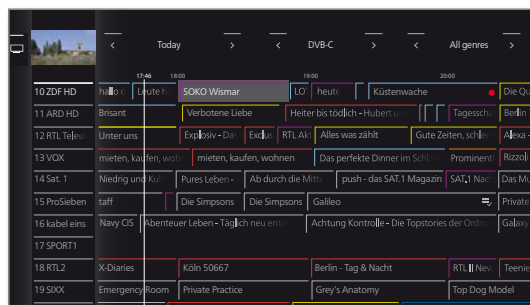 Today DVB-C All genres
17:46 18:00 19:00 20:00
10 ZDF HD hallo Leute h SOKO Wismar LO heute Küstenwache Die Qu
11 ARD HD Brisant Verbotene Liebe Heiter bis tödlich - Hubert Tagessch Berlin
12 RTL Televi Unter uns Explosiv - Das Exclus RTL Akt Alles was zählt Gute Zeiten, schle Alexa -
13 VOX mieten, kaufen, woh mieten, kaufen, wohnen Das perfekte Dinner im Schl Prominent Rizzoli
14 Sat. 1 Niedrig und Kuh Pures Leben - Ab durch die Mitte push - das SAT.1 Magazin SAT.1 Nac Das Mu
15 ProSieben taff Die Simpsons Die Simpsons Galileo Private
16 kabel eins Navy CIS Abenteuer Leben - Täglich neu ent Achtung Kontrolle - Die Topstories der Ordnu Galaxy
17 SPORT1
18 RTL2 X-Diaries Köln 50667 Berlin - Tag & Nacht RTL II New Teenie
19 SIXX Emergency Room Private Practice Grey's Anatomy Top Dog Model